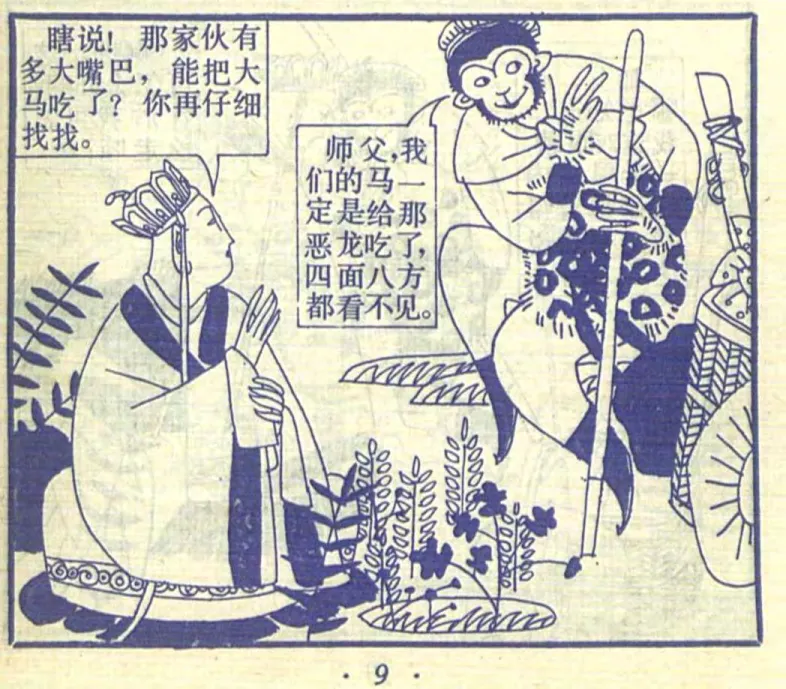 瞎说！那家伙有
多大嘴巴，能把大
马吃了？你再仔细
找找。
师父，我
们的马一
定是给那
恶龙吃了，
四面八方
都看不见。
· 9 ·